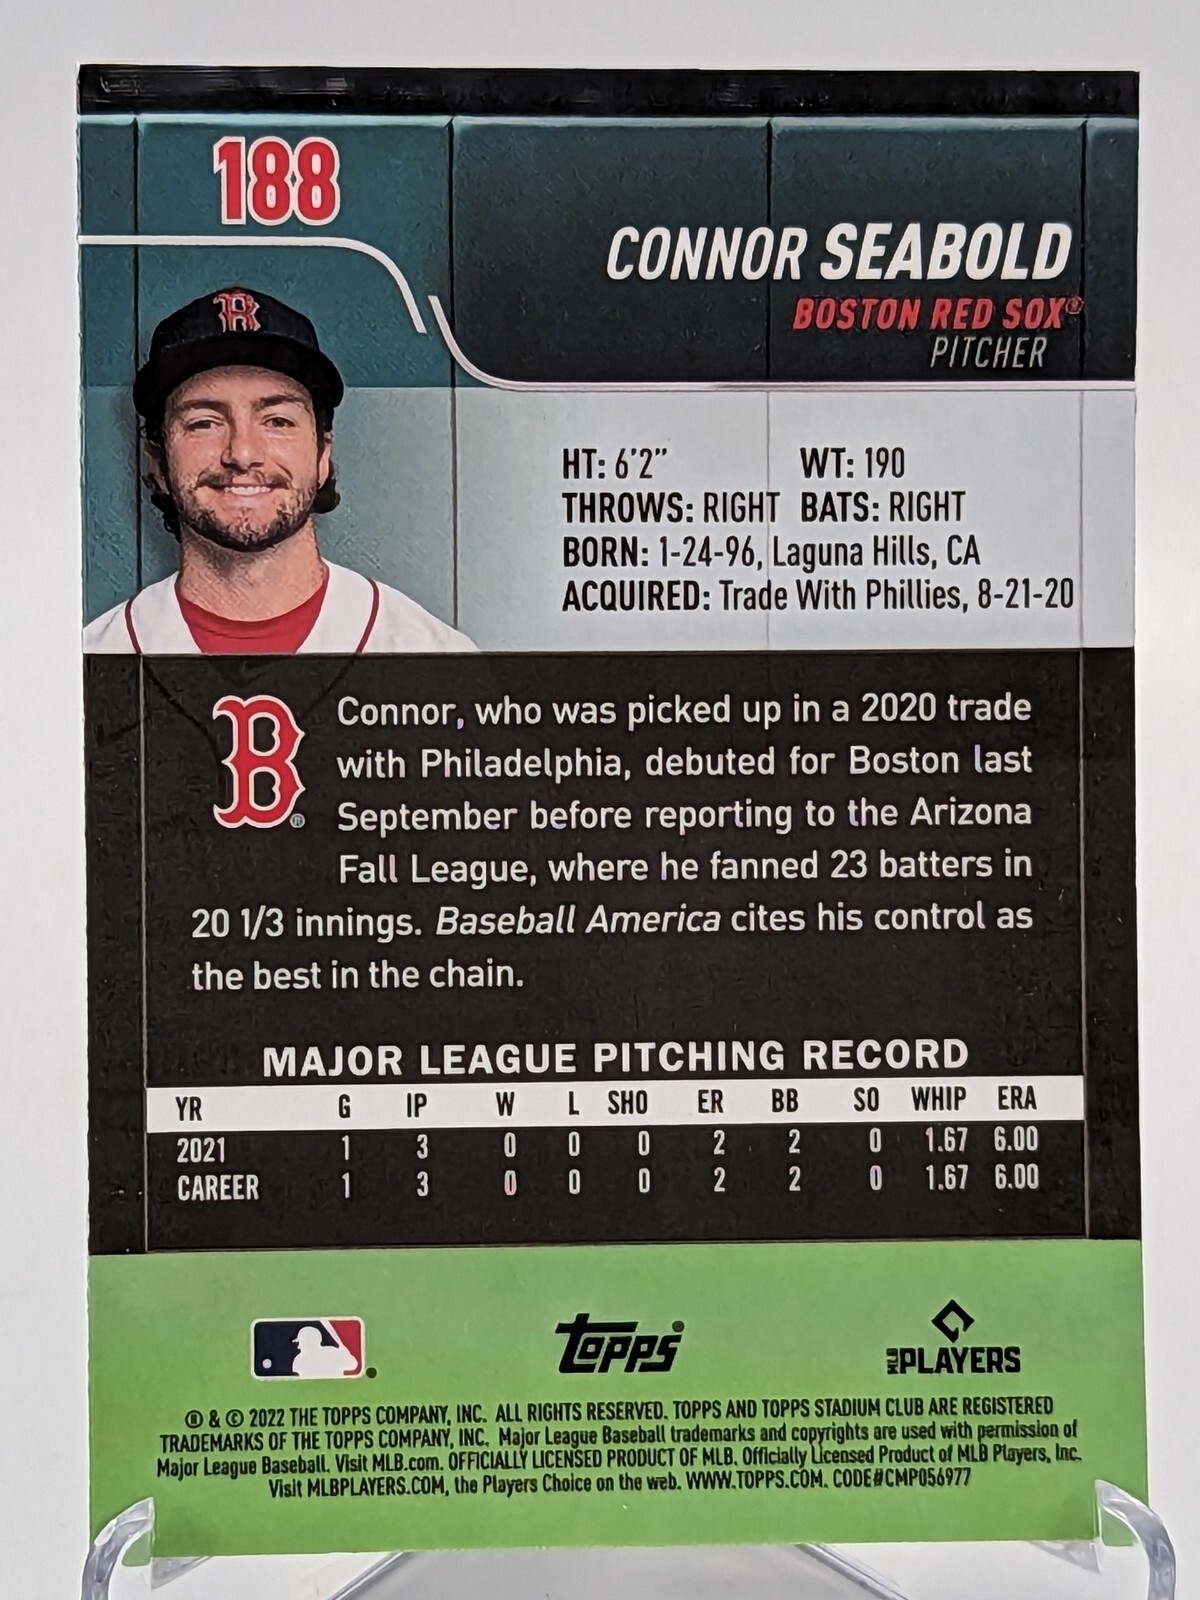 188
CONNOR SEABOLD
BOSTON RED SOX®
PITCHER
B
HT: 6'2" WT: 190
THROWS: RIGHT BATS: RIGHT
BORN: 1-24-96, Laguna Hills, CA
ACQUIRED: Trade With Phillies, 8-21-20
B®
Connor, who was picked up in a 2020 trade
with Philadelphia, debuted for Boston last
September before reporting to the Arizona
Fall League, where he fanned 23 batters in
20 1/3 innings. Baseball America cites his control as
the best in the chain.
MAJOR LEAGUE PITCHING RECORD
YR G IP W L SHO ER BB SO WHIP ERA
2021 1 3 0 0 0 2 2 0 1.67 6.00
CAREER 1 3 0 0 0 2 2 0 1.67 6.00
Topps®
MLB PLAYERS
® & © 2022 THE TOPPS COMPANY, INC. ALL RIGHTS RESERVED. TOPPS AND TOPPS STADIUM CLUB ARE REGISTERED
TRADEMARKS OF THE TOPPS COMPANY, INC. Major League Baseball trademarks and copyrights are used with permission of
Major League Baseball. Visit MLB.com. OFFICIALLY LICENSED PRODUCT OF MLB. Officially Licensed Product of MLB Players, Inc.
Visit MLBPLAYERS.COM, the Players Choice on the web. WWW.TOPPS.COM. CODE#CMP056977